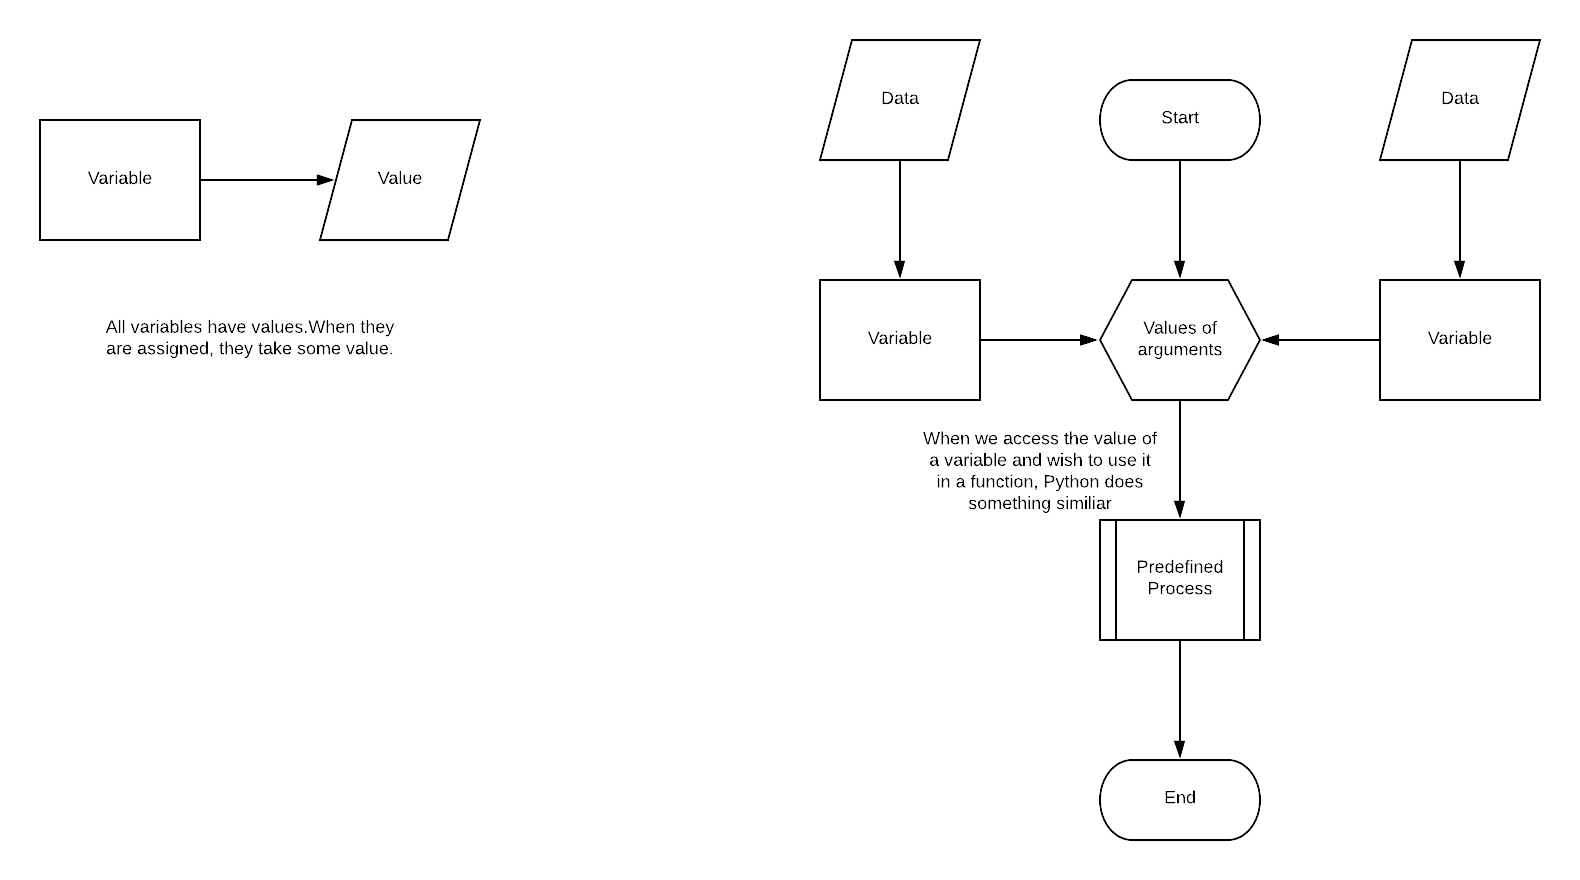 Variable
Value
All variables have values.When they
are assigned, they take some value.
Data
Start
Data
Variable
Values of
arguments
Variable
When we access the value of
a variable and wish to use it
in a function, Python does
something similiar
Predefined
Process
End